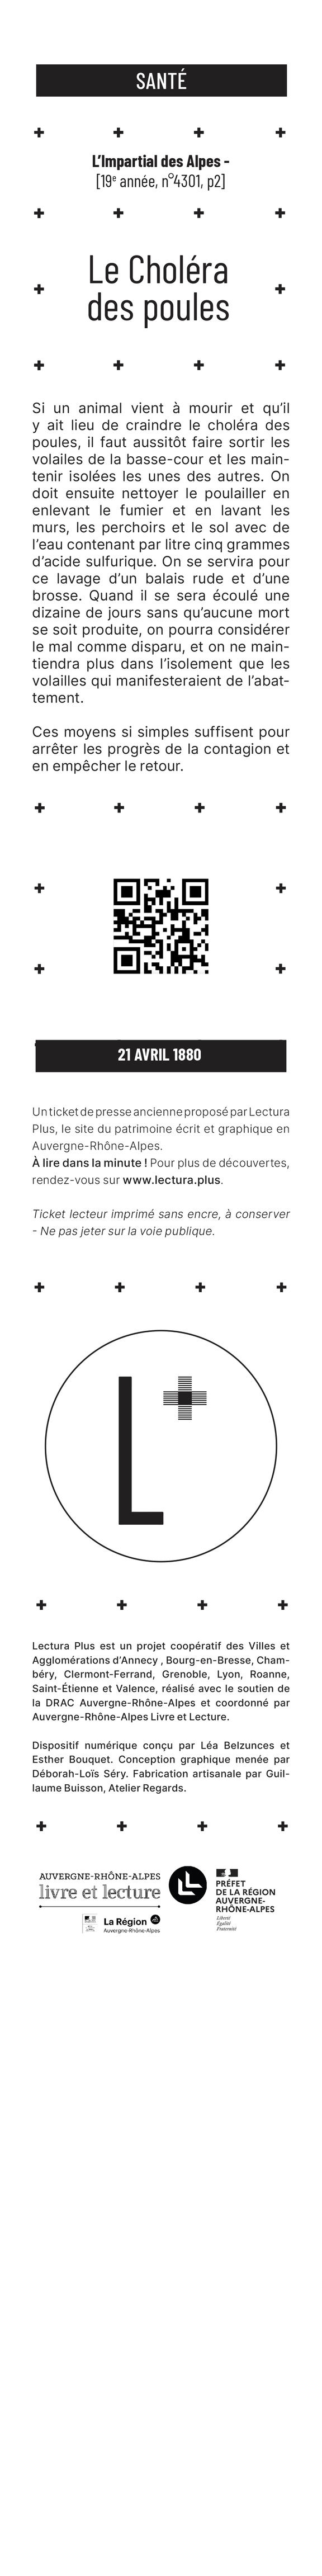 SANTÉ
L’Impartial des Alpes -
[19e année, n°4301, p2]
Le Choléra
des poules
Si un animal vient à mourir et qu’il
y ait lieu de craindre le choléra des
poules, il faut aussitôt faire sortir les
volailes de la basse-cour et les main-
tenir isolées les unes des autres. On
doit ensuite nettoyer le poulailler en
enlevant le fumier et en lavant les
murs, les perchoirs et le sol avec de
l’eau contenant par litre cinq grammes
d’acide sulfurique. On se servira pour
ce lavage d’un balais rude et d’une
brosse. Quand il se sera écoulé une
dizaine de jours sans qu’aucune mort
se soit produite, on pourra considérer
le mal comme disparu, et on ne main-
tiendra plus dans l’isolement que les
volailles qui manifesteraient de l’abat-
tement.
Ces moyens si simples suffisent pour
arrêter les progrès de la contagion et
en empêcher le retour.
21 AVRIL 1880
Un ticket de presse ancienne proposé par Lectura
Plus, le site du patrimoine écrit et graphique en
Auvergne-Rhône-Alpes.
À lire dans la minute ! Pour plus de découvertes,
rendez-vous sur www.lectura.plus.
Ticket lecteur imprimé sans encre, à conserver
- Ne pas jeter sur la voie publique.
L+
Lectura Plus est un projet coopératif des Villes et
Agglomérations d’Annecy , Bourg-en-Bresse, Cham-
béry, Clermont-Ferrand, Grenoble, Lyon, Roanne,
Saint-Étienne et Valence, réalisé avec le soutien de
la DRAC Auvergne-Rhône-Alpes et coordonné par
Auvergne-Rhône-Alpes Livre et Lecture.
Dispositif numérique conçu par Léa Belzunces et
Esther Bouquet. Conception graphique menée par
Déborah-Loïs Séry. Fabrication artisanale par Guil-
laume Buisson, Atelier Regards.
AUVERGNE-RHÔNE-ALPES
livre et lecture
La Région
Auvergne-Rhône-Alpes
PRÉFET
DE LA RÉGION
AUVERGNE-
RHÔNE-ALPES
Liberté
Égalité
Fraternité